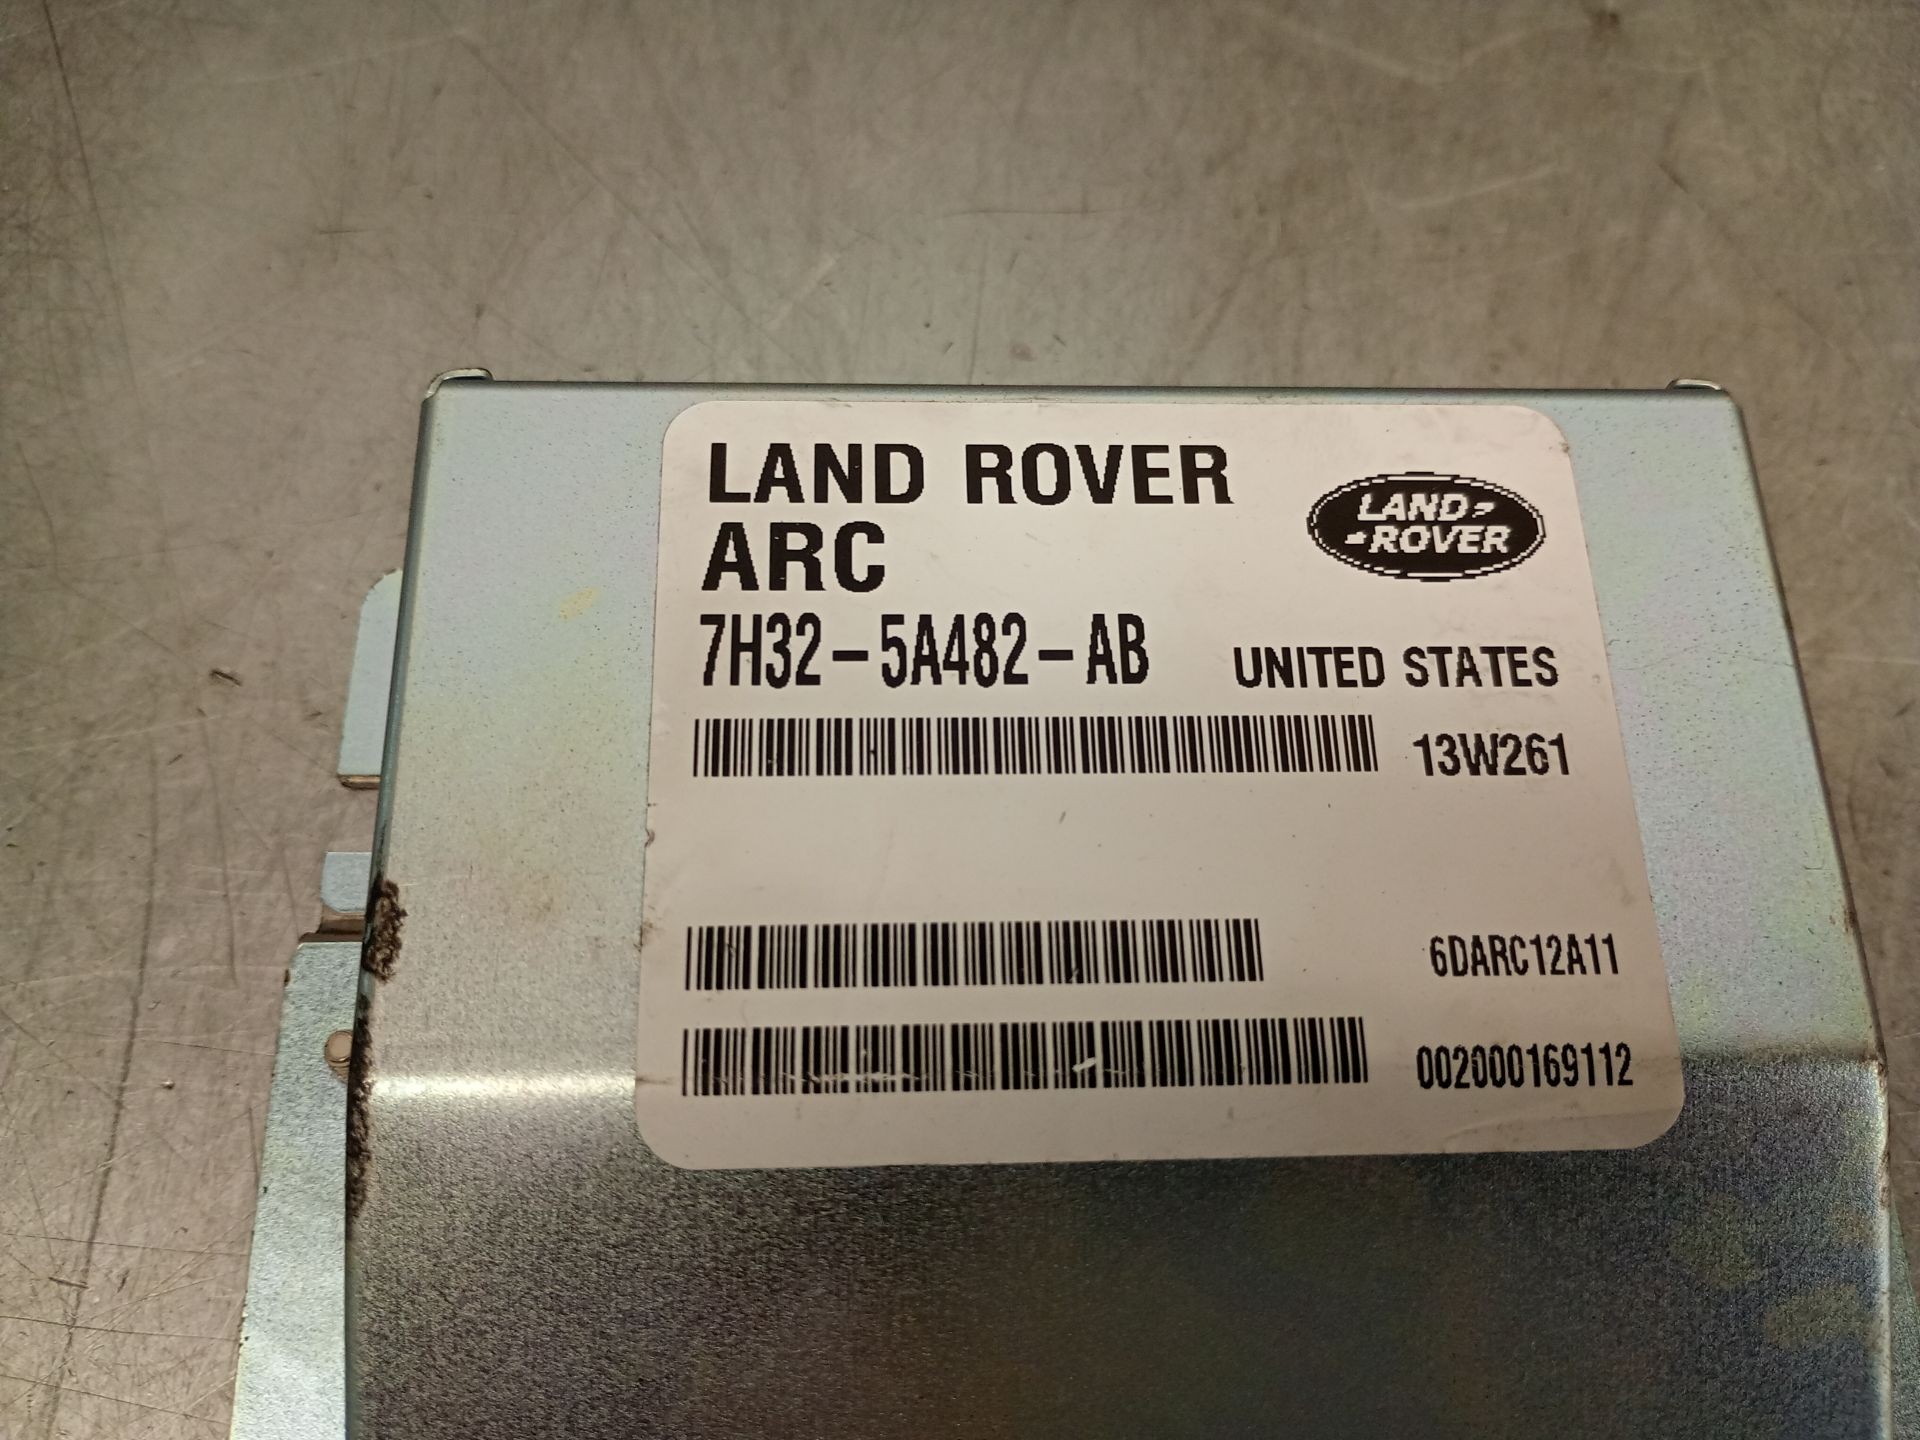 LAND ROVER
LAND-
-ROVER
ARC
7H32-5A482-AB UNITED STATES
13W261
6DARC12A11
002000169112